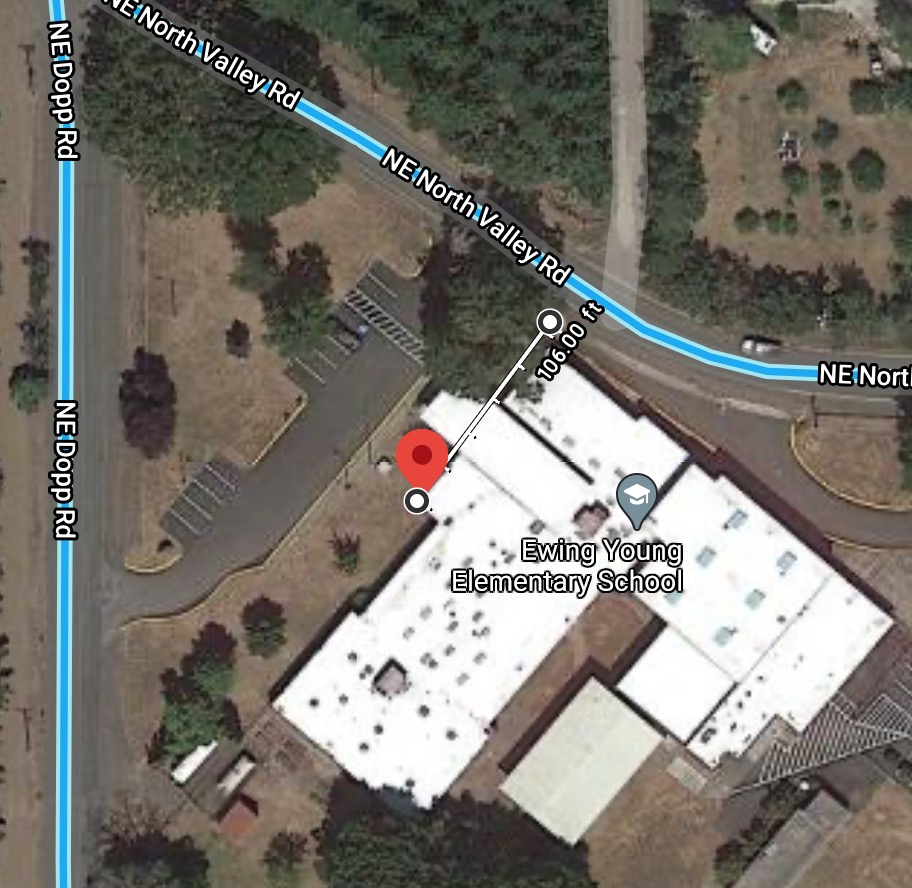 NE North Valley Rd
NE Dopp Rd
NE North Valley Rd
106.00 ft
NE North
NE Dopp Rd
Ewing Young
Elementary School